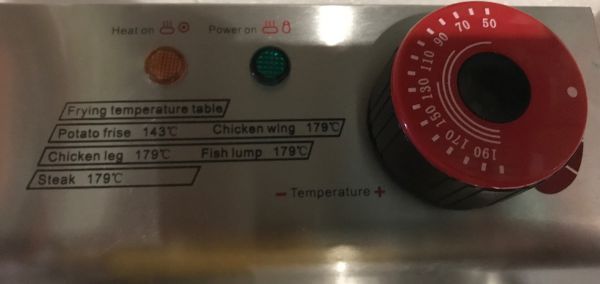 Heat on Power on
Frying temperature table
Potato frise 143℃ Chicken wing 179℃
Chicken leg 179℃ Fish lump 179℃
Steak 179℃
- Temperature +
50 70 90 110 130 150 170 190